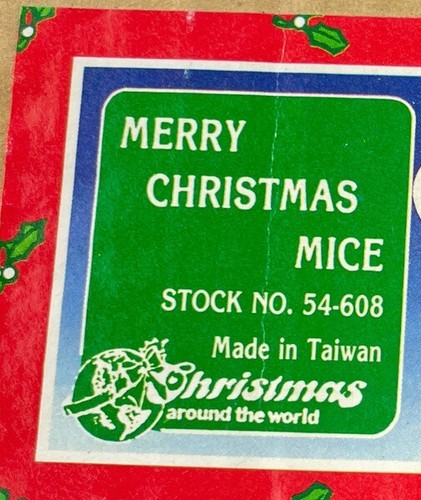 MERRY
CHRISTMAS
MICE
STOCK NO. 54-608
Made in Taiwan
Christmas
around the world